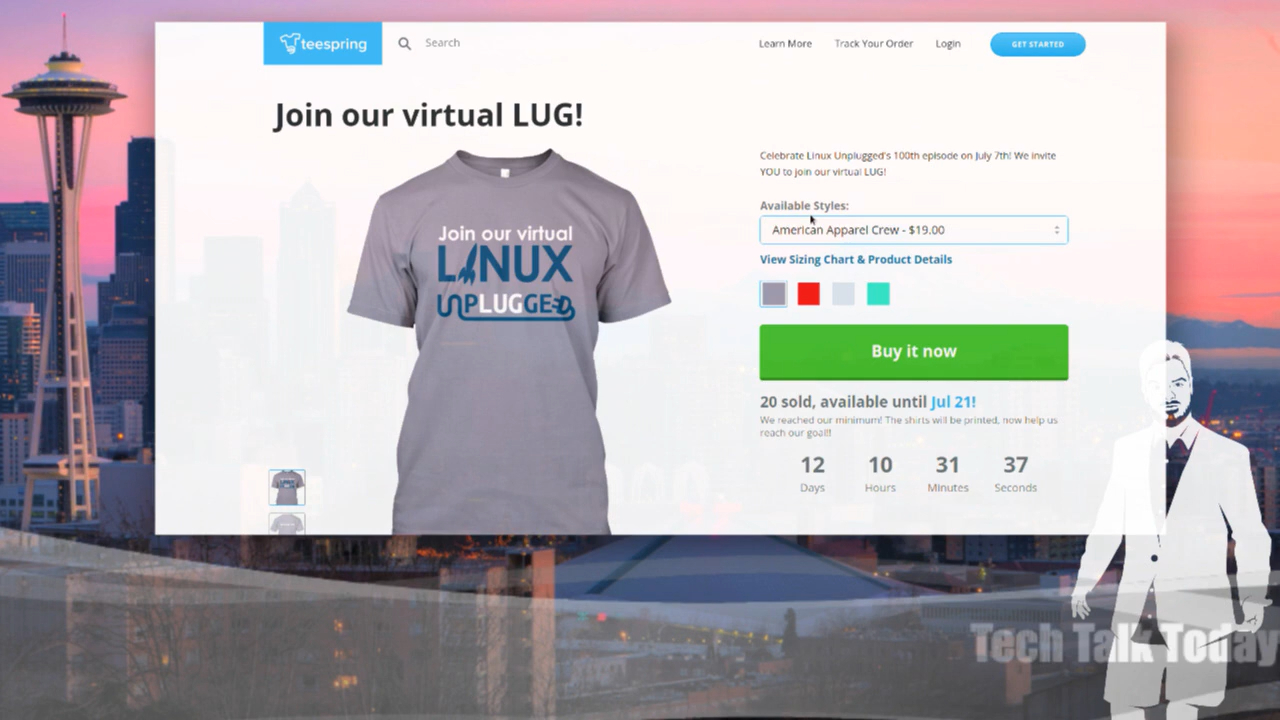 teespring
Search
Learn More
Track Your Order
Login
GET STARTED
Join our virtual LUG!
Join our virtual
LINUX
UNPLUGGED
Celebrate Linux Unplugged's 100th episode on July 7th! We invite
YOU to join our virtual LUG!
Available Styles:
American Apparel Crew - $19.00
View Sizing Chart & Product Details
Buy it now
20 sold, available until Jul 21!
We reached our minimum! The shirts will be printed, now help us
reach our goal!!
12 10 31 37
Days Hours Minutes Seconds
Tech Talk Today